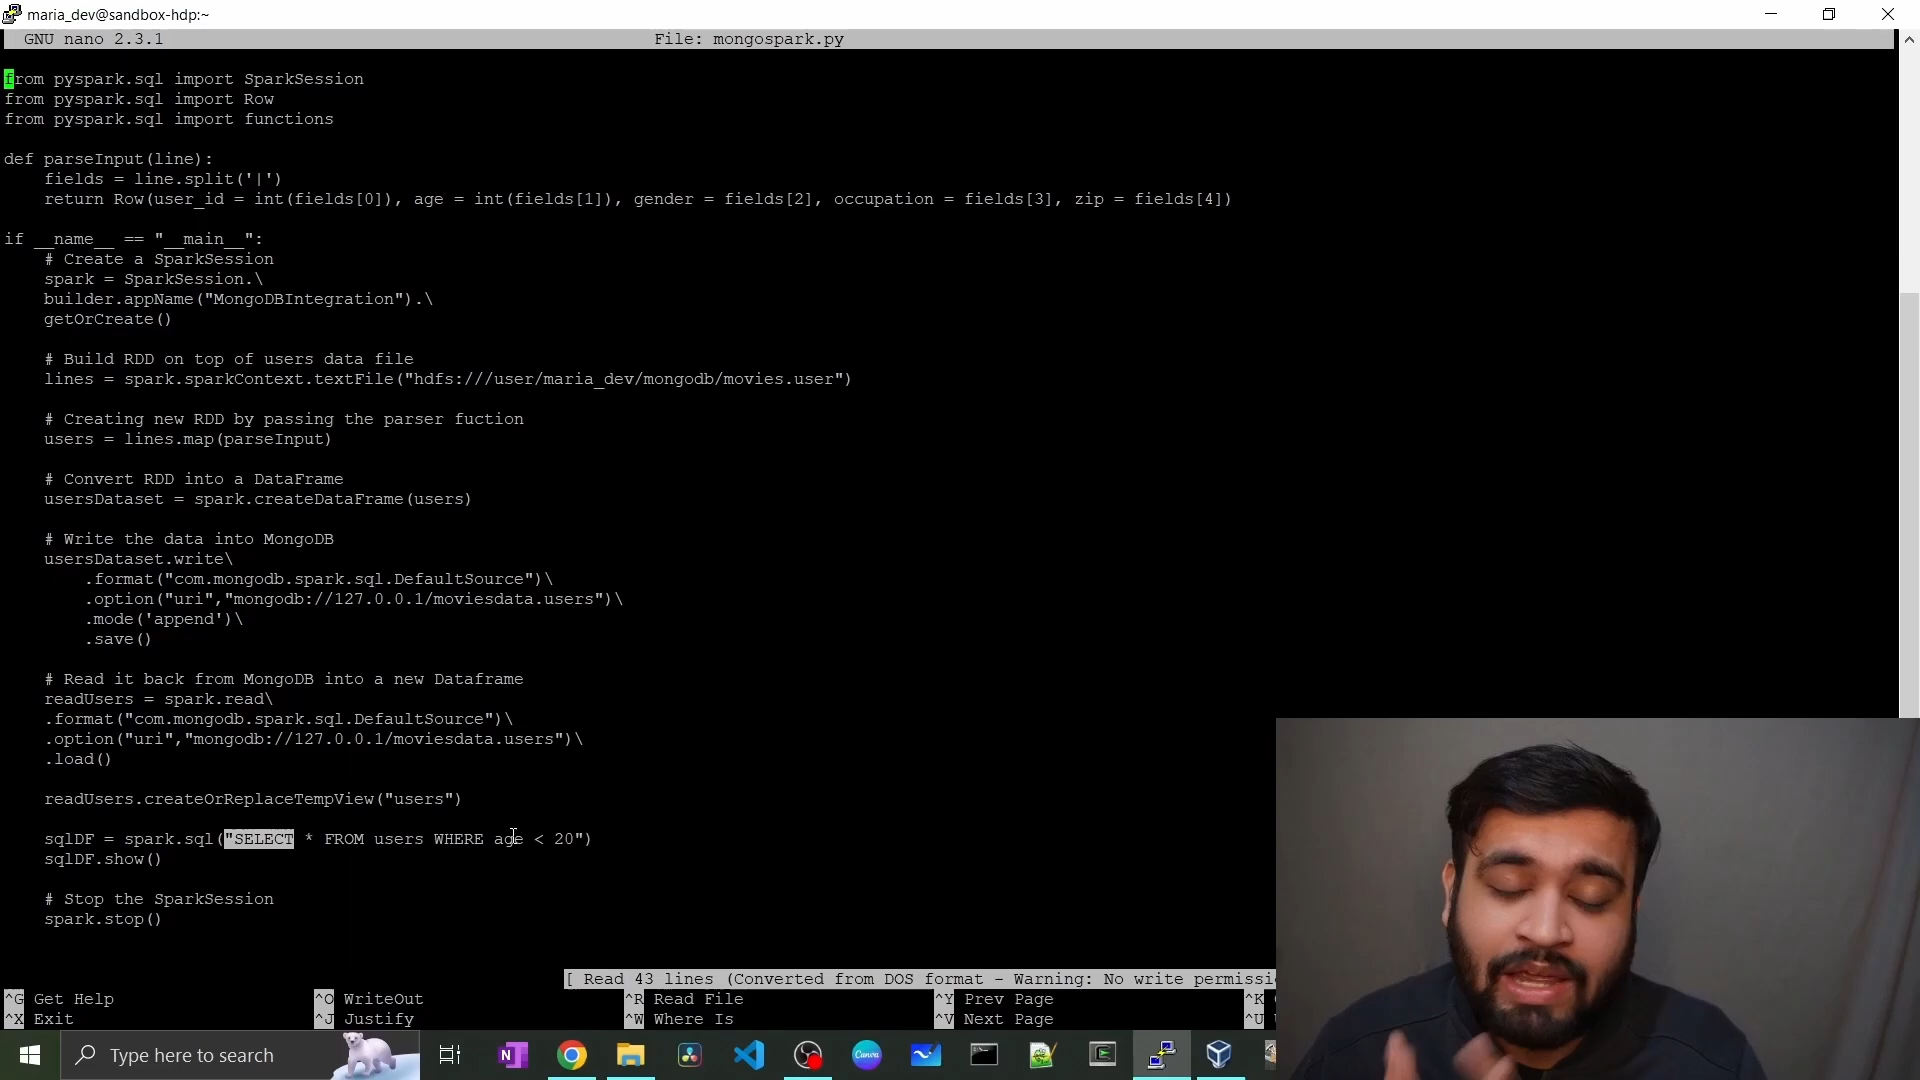 maria_dev@sandbox-hdp:~
GNU nano 2.3.1 File: mongospark.py
from pyspark.sql import SparkSession
from pyspark.sql import Row
from pyspark.sql import functions
def parseInput(line):
fields = line.split('|')
return Row(user_id = int(fields[0]), age = int(fields[1]), gender = fields[2], occupation = fields[3], zip = fields[4])
if __name__ == "__main__":
# Create a SparkSession
spark = SparkSession.\
builder.appName("MongoDBIntegration").\
getOrCreate()
# Build RDD on top of users data file
lines = spark.sparkContext.textFile("hdfs:///user/maria_dev/mongodb/movies.user")
# Creating new RDD by passing the parser fuction
users = lines.map(parseInput)
# Convert RDD into a DataFrame
usersDataset = spark.createDataFrame(users)
# Write the data into MongoDB
usersDataset.write\
.format("com.mongodb.spark.sql.DefaultSource")\
.option("uri","mongodb://127.0.0.1/moviesdata.users")\
.mode('append')\
.save()
# Read it back from MongoDB into a new Dataframe
readUsers = spark.read\
.format("com.mongodb.spark.sql.DefaultSource")\
.option("uri","mongodb://127.0.0.1/moviesdata.users")\
.load()
readUsers.createOrReplaceTempView("users")
sqlDF = spark.sql("SELECT * FROM users WHERE age < 20")
sqlDF.show()
# Stop the SparkSession
spark.stop()
[ Read 43 lines (Converted from DOS format - Warning: No write permissi
^G Get Help ^O WriteOut ^R Read File ^Y Prev Page ^K
^X Exit ^J Justify ^W Where Is ^V Next Page ^U
Type here to search